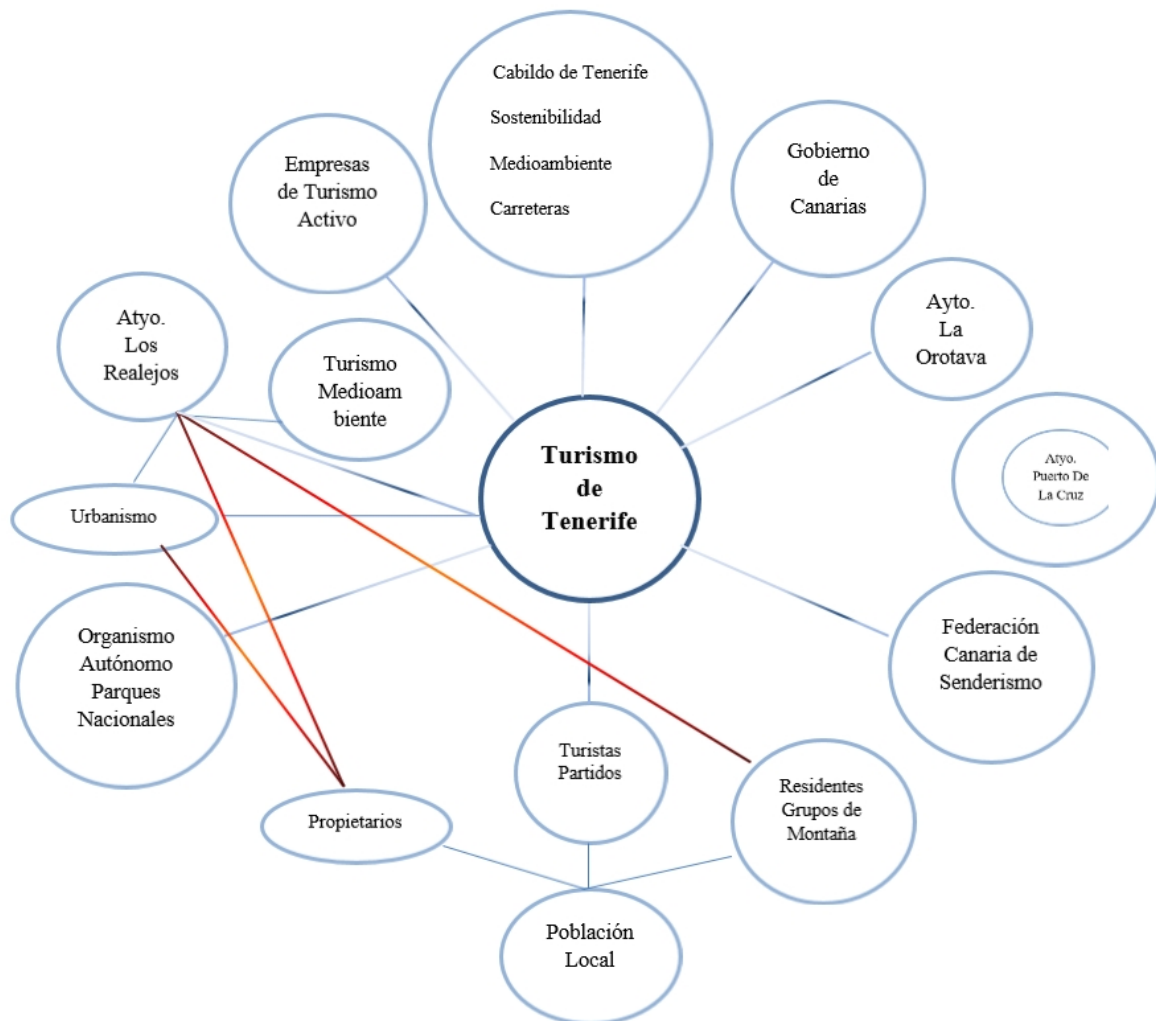 Cabildo de Tenerife
Sostenibilidad
Medioambiente
Carreteras
Empresas
de Turismo
Activo
Gobierno
de
Canarias
Atyo.
Los
Realejos
Turismo
Medioam
biente
Ayto.
La
Orotava
Turismo
de
Tenerife
Atyo.
Puerto De
La Cruz
Urbanismo
Organismo
Autónomo
Parques
Nacionales
Federación
Canaria de
Senderismo
Turistas
Partidos
Residentes
Grupos de
Montaña
Propietarios
Población
Local